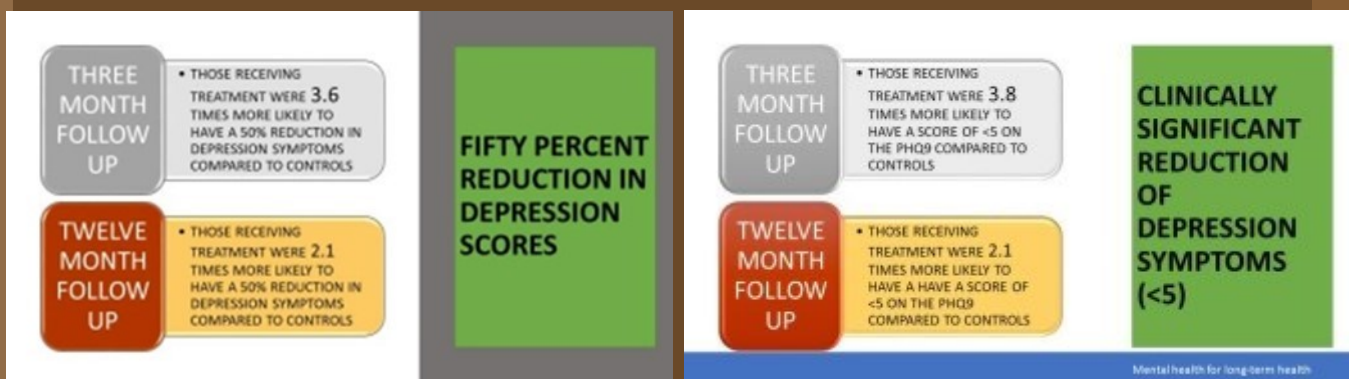 THREE
MONTH
FOLLOW
UP
• THOSE RECEIVING
TREATMENT WERE 3.6
TIMES MORE LIKELY TO
HAVE A 50% REDUCTION IN
DEPRESSION SYMPTOMS
COMPARED TO CONTROLS
TWELVE
MONTH
FOLLOW
UP
• THOSE RECEIVING
TREATMENT WERE 2.1
TIMES MORE LIKELY TO
HAVE A 50% REDUCTION IN
DEPRESSION SYMPTOMS
COMPARED TO CONTROLS
FIFTY PERCENT
REDUCTION IN
DEPRESSION
SCORES
THREE
MONTH
FOLLOW
UP
• THOSE RECEIVING
TREATMENT WERE 3.8
TIMES MORE LIKELY TO
HAVE A SCORE OF <5 ON
THE PHQ9 COMPARED TO
CONTROLS
TWELVE
MONTH
FOLLOW
UP
• THOSE RECEIVING
TREATMENT WERE 2.1
TIMES MORE LIKELY TO
HAVE A HAVE A SCORE OF
<5 ON THE PHQ9
COMPARED TO CONTROLS
CLINICALLY
SIGNIFICANT
REDUCTION
OF
DEPRESSION
SYMPTOMS
(<5)
Mental health for long-term health